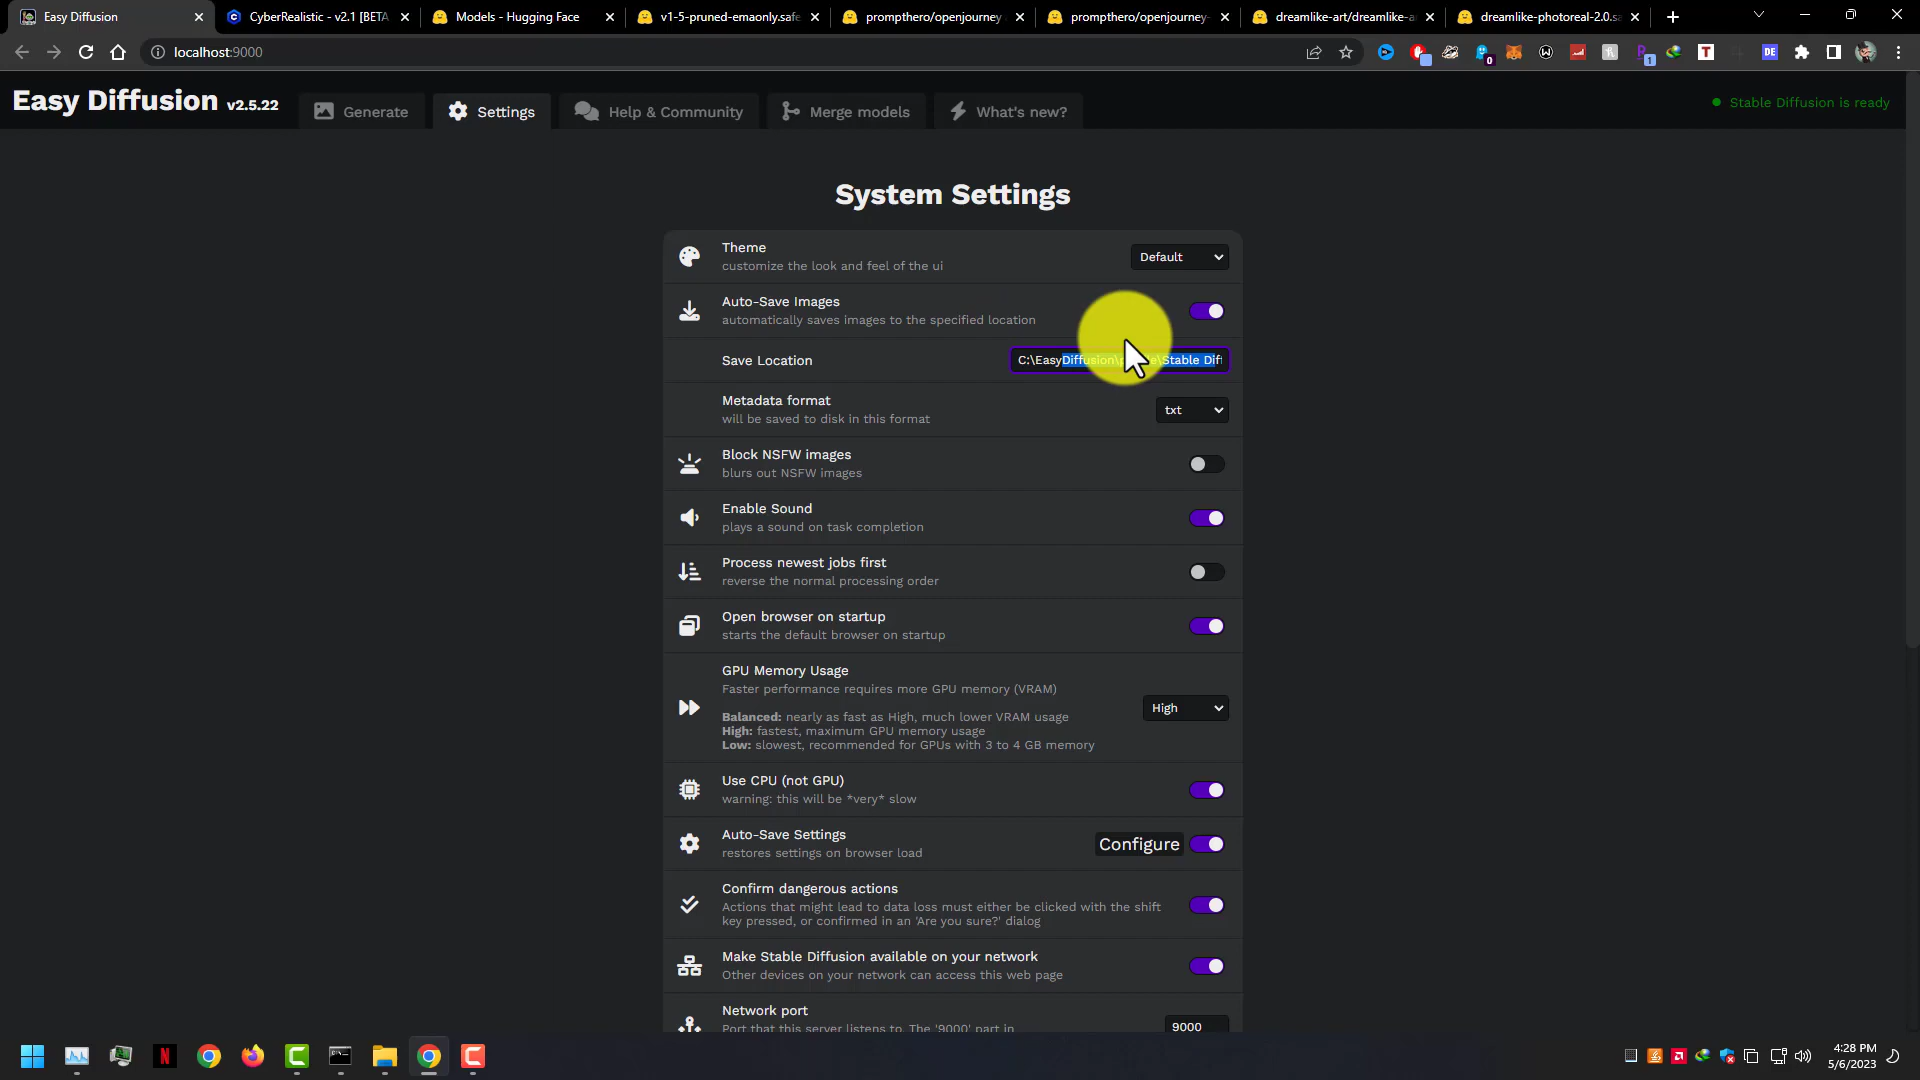 Easy Diffusion
CyberRealistic - v2.1 [BETA
Models - Hugging Face
v1-5-pruned-emaonly.safe
prompthero/openjourney
prompthero/openjourney-
dreamlike-art/dreamlike-a
dreamlike-photoreal-2.0.sa
localhost:9000
0
1
T
DE
Easy Diffusion v2.5.22
Generate
Settings
Help & Community
Merge models
What's new?
Stable Diffusion is ready
System Settings
Theme
customize the look and feel of the ui
Default
Auto-Save Images
automatically saves images to the specified location
Save Location
C:\EasyDiffusion\ \Stable Dif
Metadata format
will be saved to disk in this format
txt
Block NSFW images
blurs out NSFW images
Enable Sound
plays a sound on task completion
Process newest jobs first
reverse the normal processing order
Open browser on startup
starts the default browser on startup
GPU Memory Usage
Faster performance requires more GPU memory (VRAM)
Balanced: nearly as fast as High, much lower VRAM usage
High: fastest, maximum GPU memory usage
Low: slowest, recommended for GPUs with 3 to 4 GB memory
High
Use CPU (not GPU)
warning: this will be *very* slow
Auto-Save Settings
restores settings on browser load
Configure
Confirm dangerous actions
Actions that might lead to data loss must either be clicked with the shift
key pressed, or confirmed in an 'Are you sure?' dialog
Make Stable Diffusion available on your network
Other devices on your network can access this web page
Network port
Port that this server listens to. The '9000' part in
9000
4:28 PM
5/6/2023